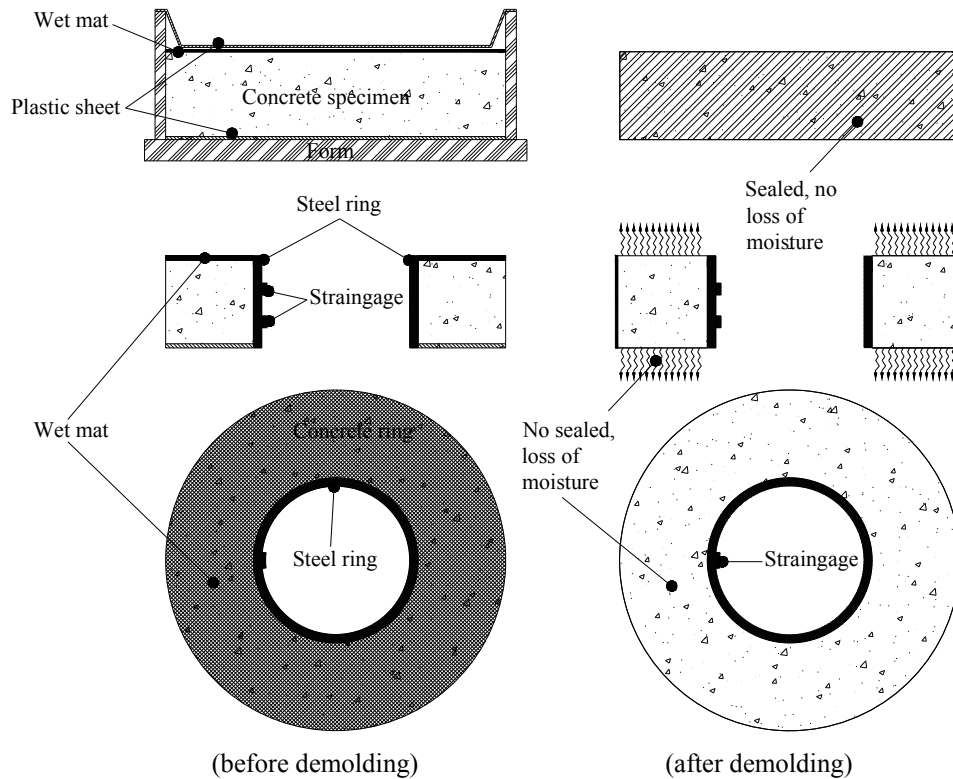 Wet mat
Plastic sheet
Concrete specimen
Form
Sealed, no
loss of
moisture
Steel ring
Straingage
Wet mat
Concrete ring
Steel ring
No sealed,
loss of
moisture
Straingage
(before demolding)
(after demolding)